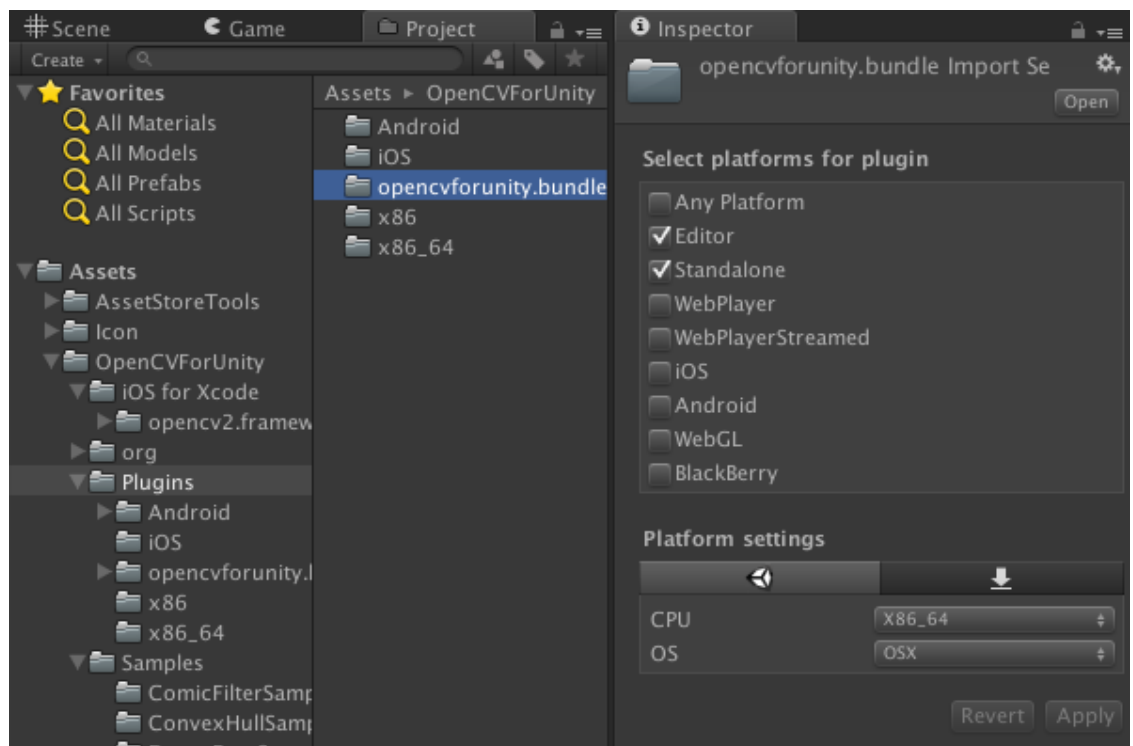 Scene
Game
Project
Create
Favorites
All Materials
All Models
All Prefabs
All Scripts
Assets
AssetStoreTools
Icon
OpenCVForUnity
iOS for Xcode
opencv2.framew
org
Plugins
Android
iOS
opencvforunity.l
x86
x86_64
Samples
ComicFilterSamp
ConvexHullSamp
Assets ▸ OpenCVForUnity
Android
iOS
opencvforunity.bundle
x86
x86_64
Inspector
opencvforunity.bundle Import Se
Open
Select platforms for plugin
Any Platform
Editor
Standalone
WebPlayer
WebPlayerStreamed
iOS
Android
WebGL
BlackBerry
Platform settings
CPU X86_64
OS OSX
Revert Apply